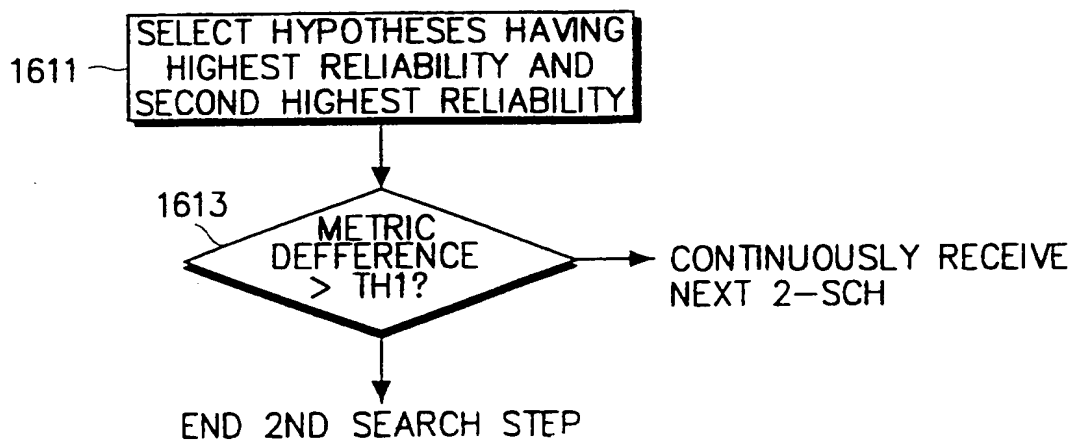 SELECT HYPOTHESES HAVING
HIGHEST RELIABILITY AND
SECOND HIGHEST RELIABILITY
1611
1613
METRIC
DEFFERENCE
> TH1?
CONTINUOUSLY RECEIVE
NEXT 2-SCH
END 2ND SEARCH STEP